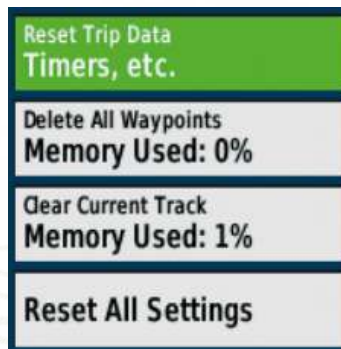 Reset Trip Data
Timers, etc.
Delete All Waypoints
Memory Used: 0%
Clear Current Track
Memory Used: 1%
Reset All Settings